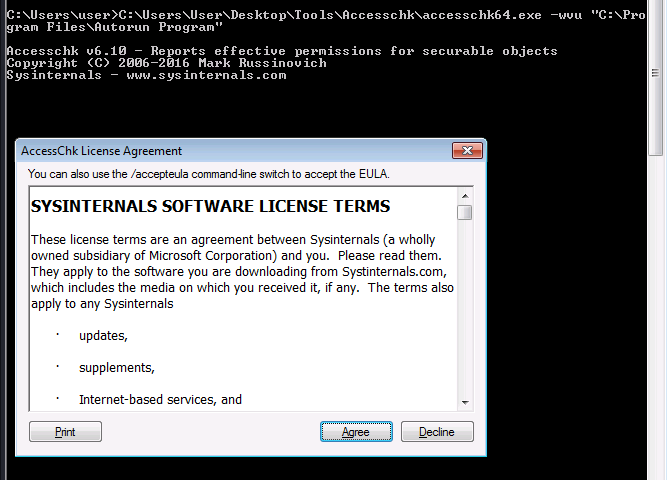 C:\Users\user>C:\Users\User\Desktop\Tools\Accesschk\accesschk64.exe -wvu "C:\Pro
gram Files\Autorun Program"
Accesschk v6.10 - Reports effective permissions for securable objects
Copyright (C) 2006-2016 Mark Russinovich
Sysinternals - www.sysinternals.com
AccessChk License Agreement
You can also use the /accepteula command-line switch to accept the EULA.
SYSINTERNALS SOFTWARE LICENSE TERMS
These license terms are an agreement between Sysinternals (a wholly
owned subsidiary of Microsoft Corporation) and you.  Please read them.
They apply to the software you are downloading from Systinternals.com,
which includes the media on which you received it, if any.  The terms also
apply to any Sysinternals
· updates,
· supplements,
· Internet-based services, and
Print Agree Decline